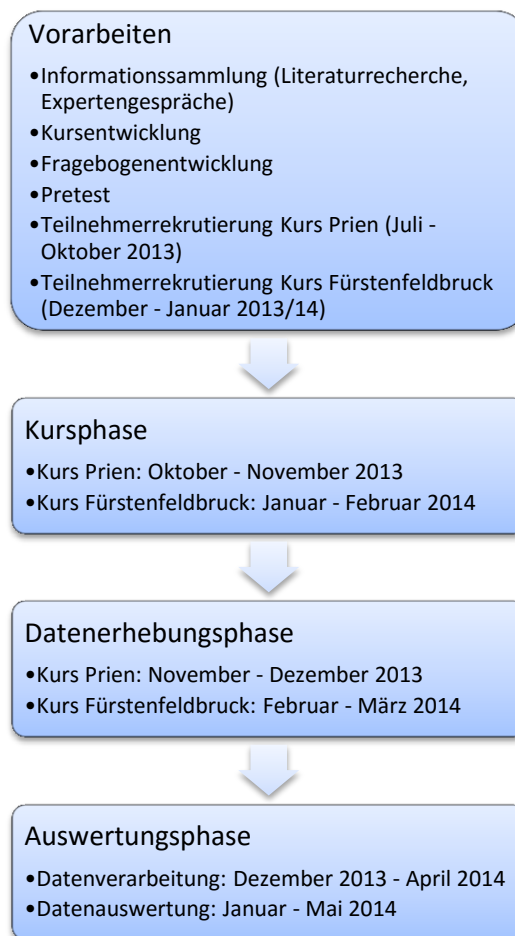 Vorarbeiten
•Informationssammlung (Literaturrecherche,
Expertengespräche)
•Kursentwicklung
•Fragebogenentwicklung
•Pretest
•Teilnehmerrekrutierung Kurs Prien (Juli -
Oktober 2013)
•Teilnehmerrekrutierung Kurs Fürstenfeldbruck
(Dezember - Januar 2013/14)
Kursphase
•Kurs Prien: Oktober - November 2013
•Kurs Fürstenfeldbruck: Januar - Februar 2014
Datenerhebungsphase
•Kurs Prien: November - Dezember 2013
•Kurs Fürstenfeldbruck: Februar - März 2014
Auswertungsphase
•Datenverarbeitung: Dezember 2013 - April 2014
•Datenauswertung: Januar - Mai 2014